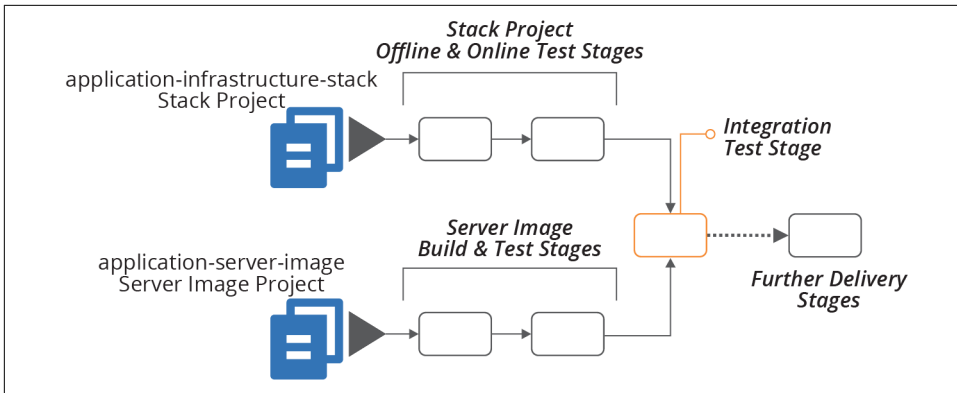 Stack Project
Offline & Online Test Stages
application-infrastructure-stack
Stack Project
Integration
Test Stage
Server Image
Build & Test Stages
application-server-image
Server Image Project
Further Delivery
Stages